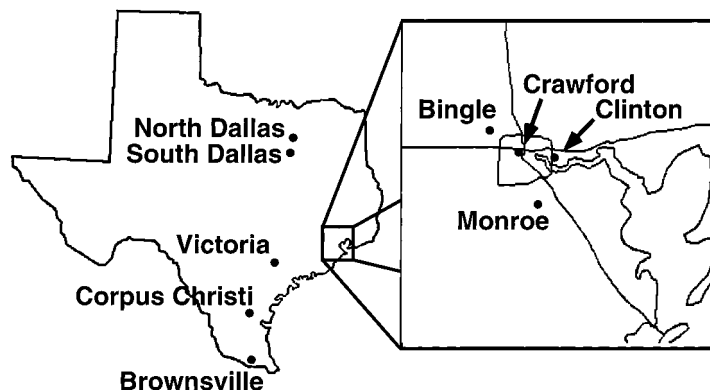 North Dallas
South Dallas
Victoria
Corpus Christi
Brownsville
Crawford
Bingle
Clinton
Monroe